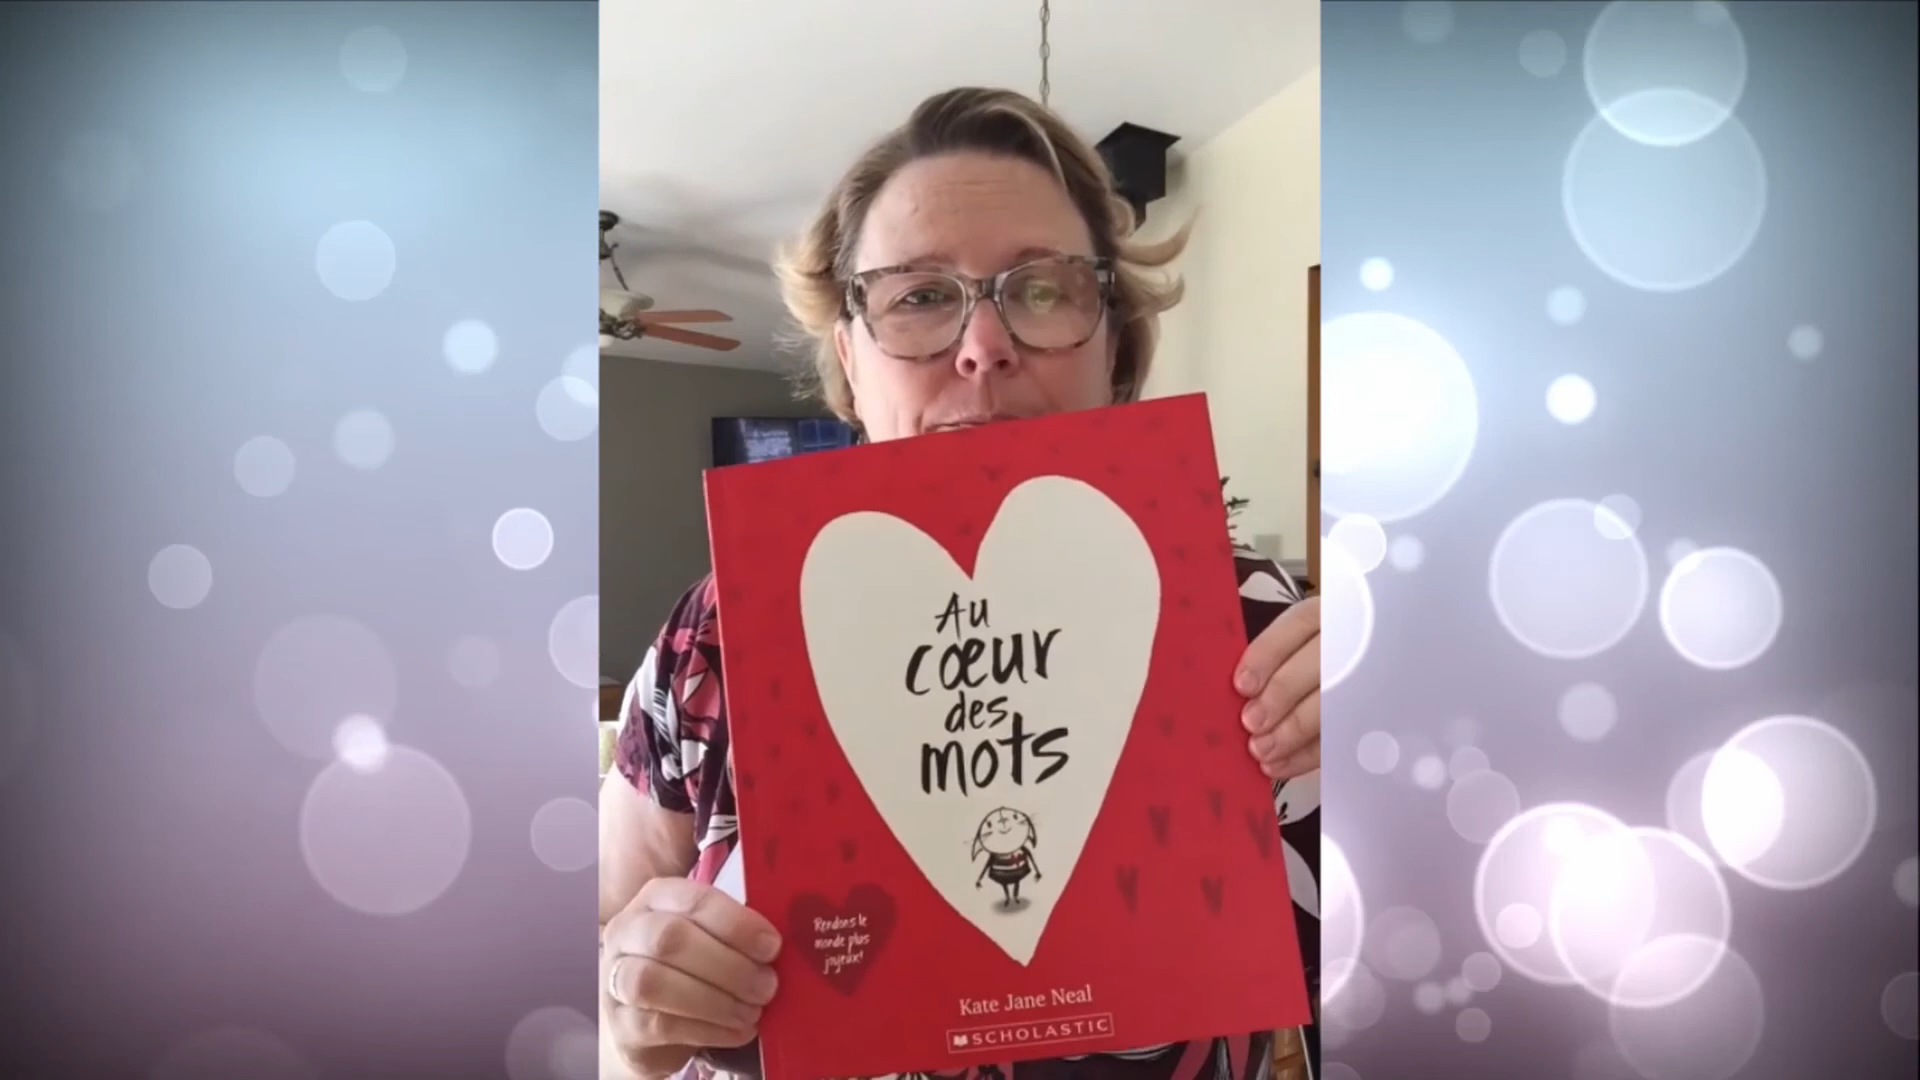 Au
cœur
des
mots
Rendons le
monde plus
joyeux!
Kate Jane Neal
SCHOLASTIC